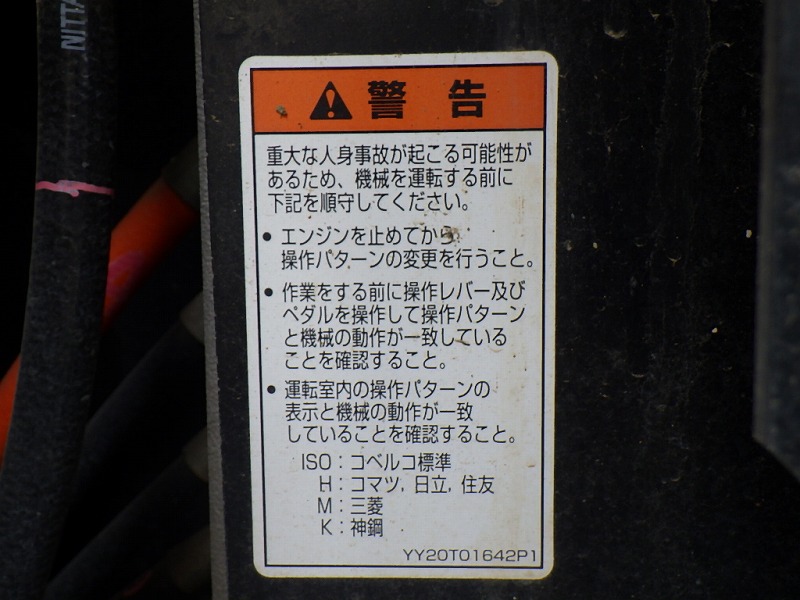 NITTA
警告
重大な人身事故が起こる可能性が
あるため、機械を運転する前に
下記を順守してください。
• エンジンを止めてから
操作パターンの変更を行うこと。
• 作業をする前に操作レバー及び
ペダルを操作して操作パターン
と機械の動作が一致している
ことを確認すること。
• 運転室内の操作パターンの
表示と機械の動作が一致
していることを確認すること。
ISO：コベルコ標準
H：コマツ, 日立, 住友
M：三菱
K：神鋼
YY20T01642P1